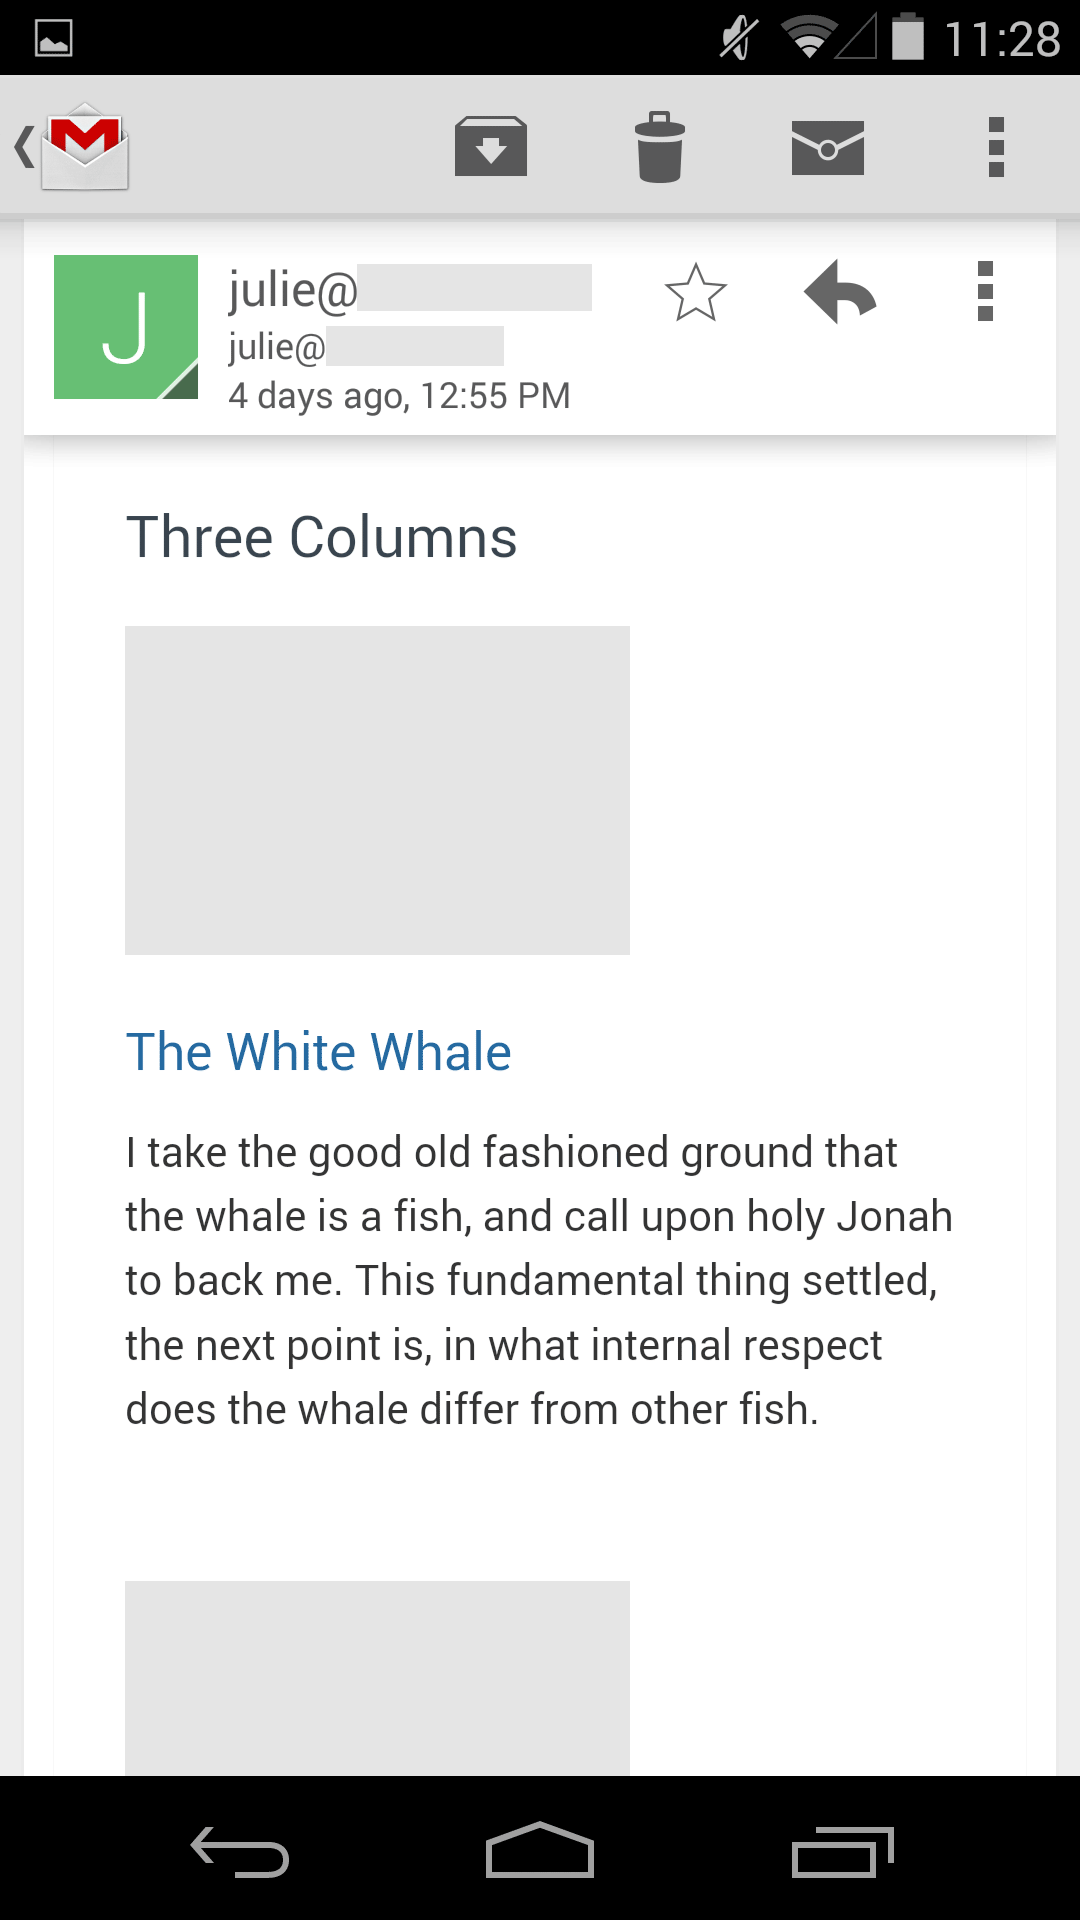 11:28
julie@
julie@
4 days ago, 12:55 PM
J
Three Columns
The White Whale
I take the good old fashioned ground that
the whale is a fish, and call upon holy Jonah
to back me. This fundamental thing settled,
the next point is, in what internal respect
does the whale differ from other fish.